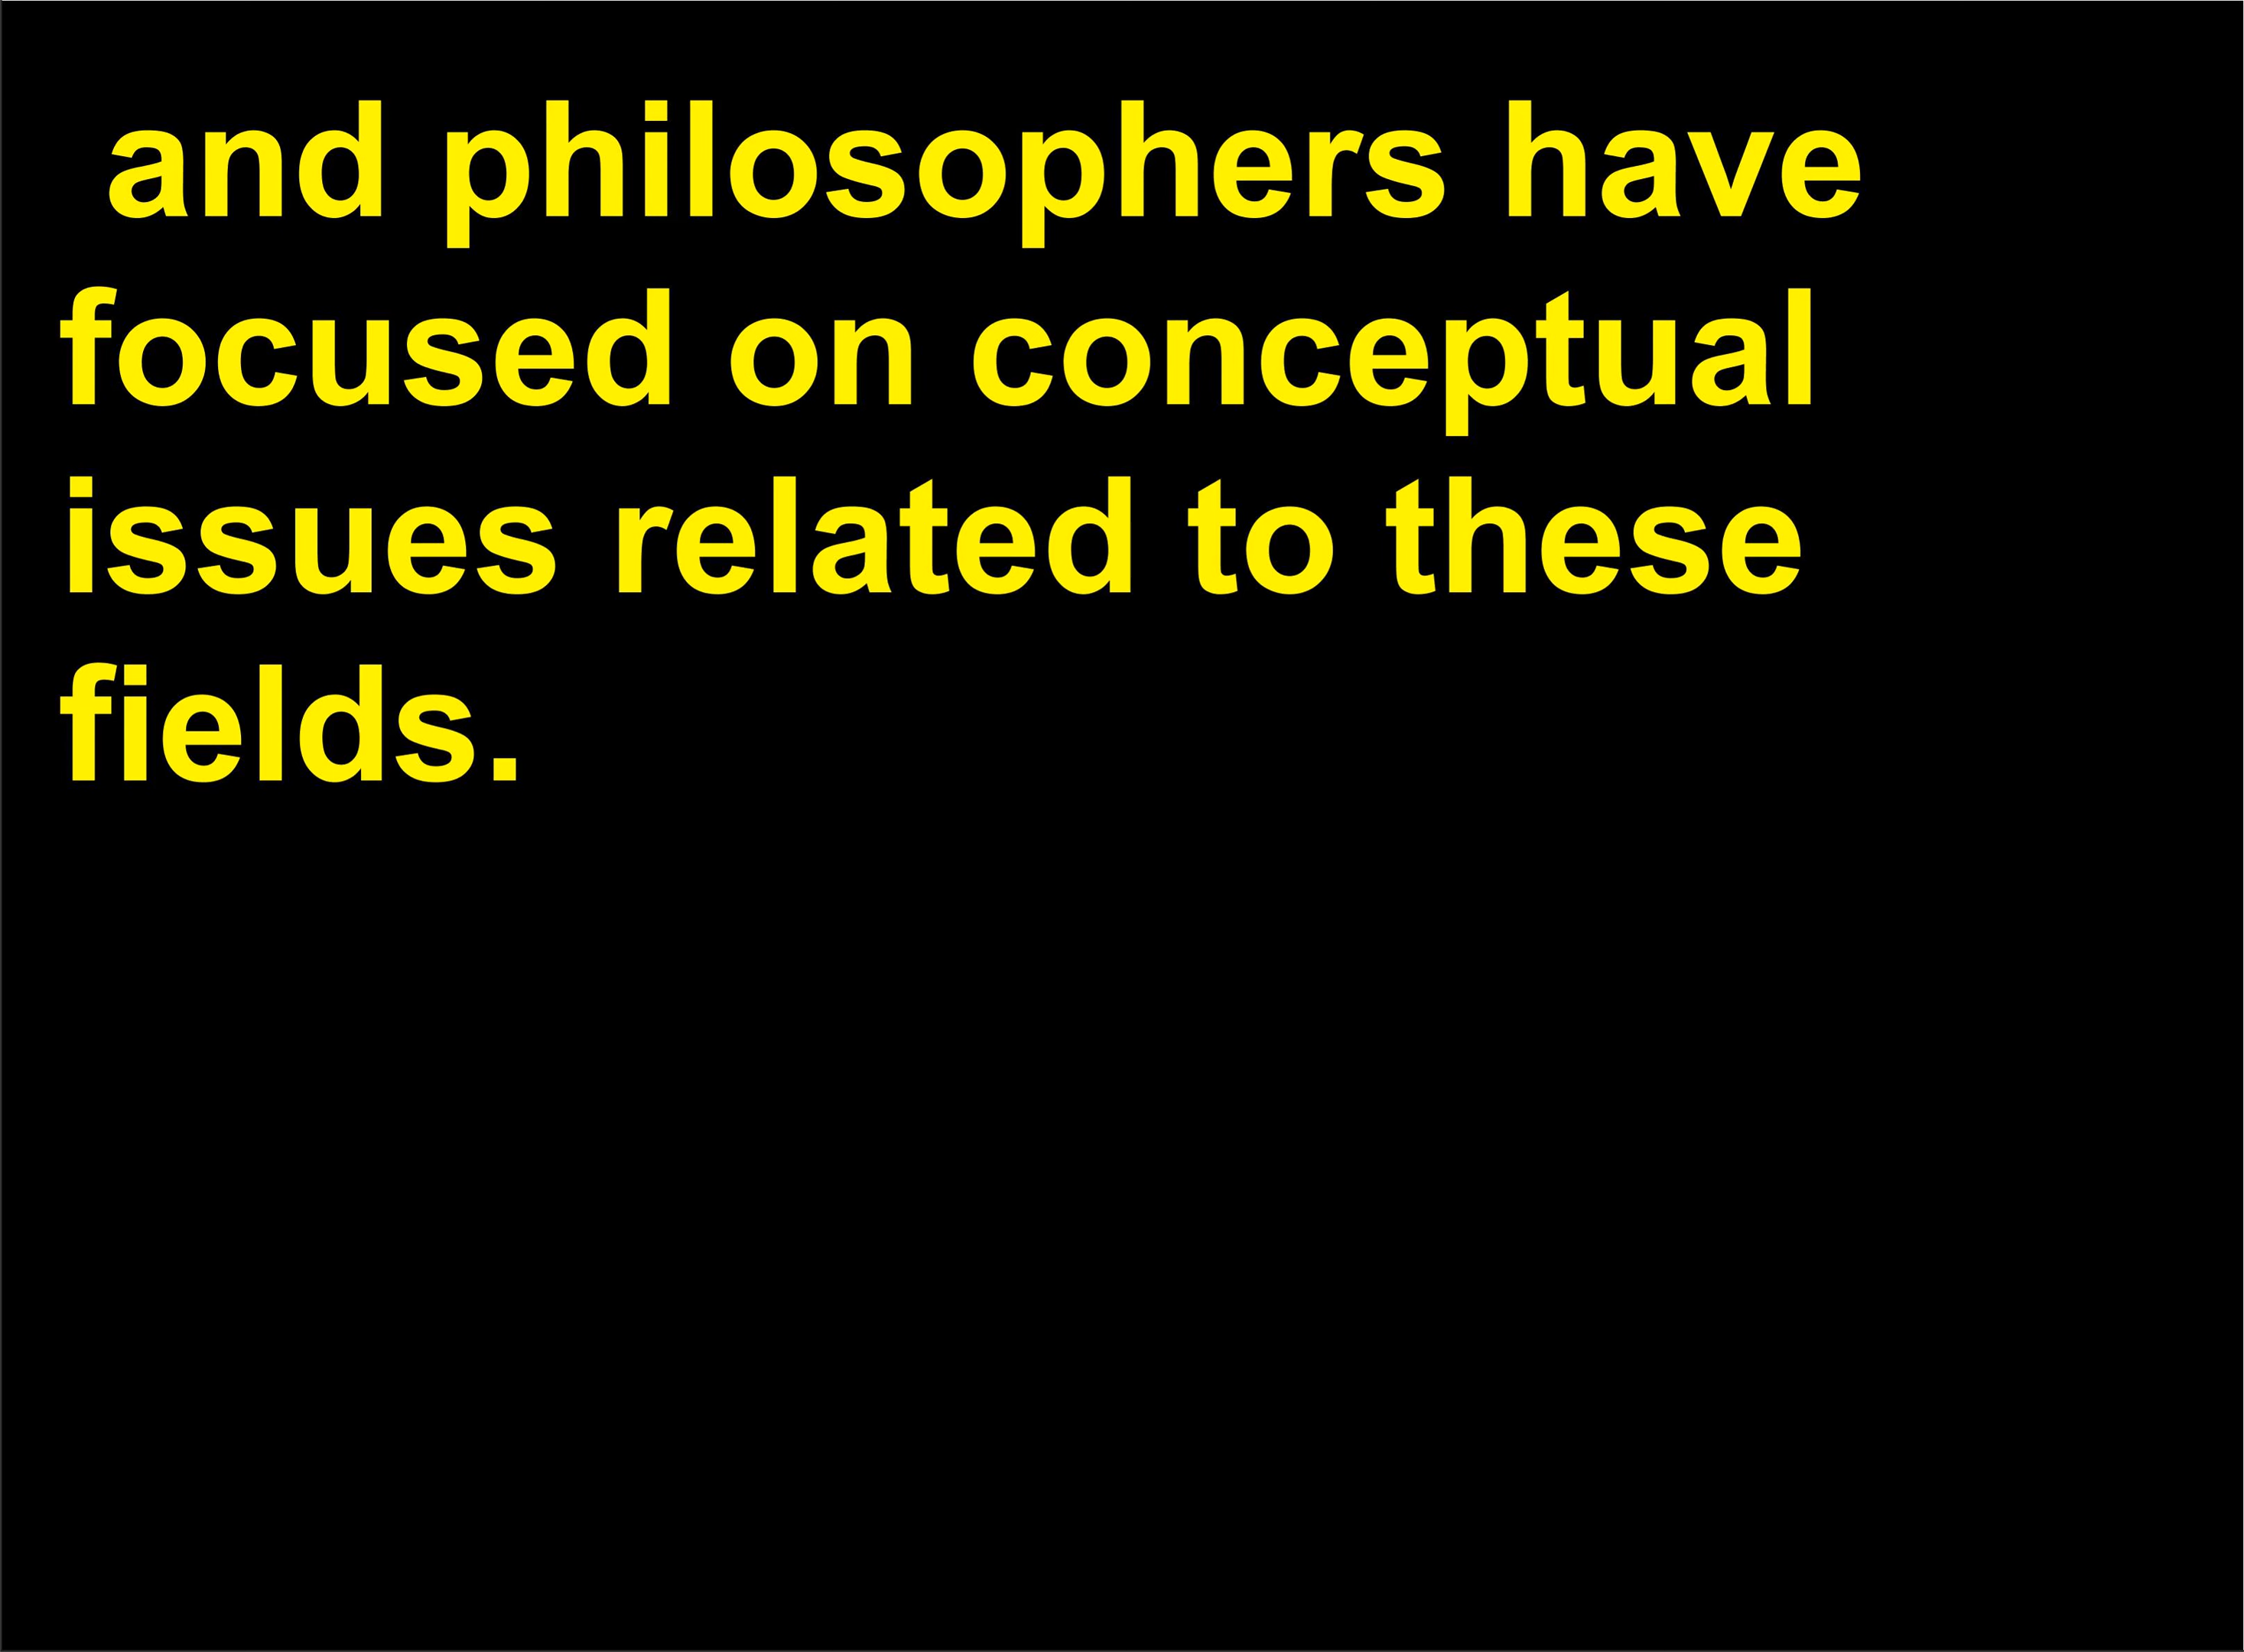 and philosophers have
focused on conceptual
issues related to these
fields.